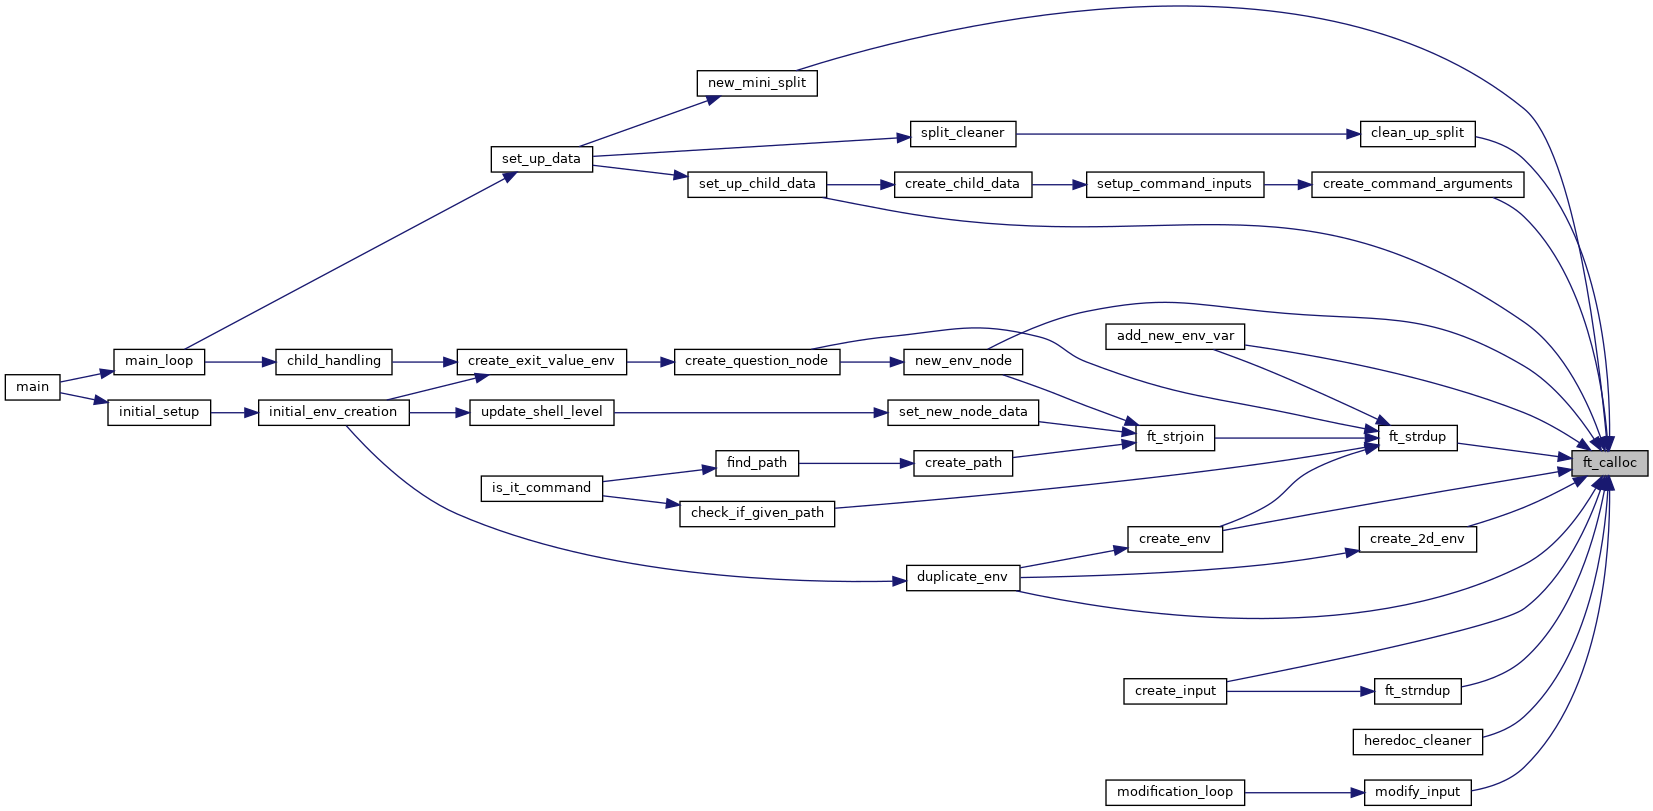 new_mini_split
split_cleaner
clean_up_split
set_up_data
set_up_child_data
create_child_data
setup_command_inputs
create_command_arguments
add_new_env_var
main_loop
child_handling
create_exit_value_env
create_question_node
new_env_node
main
initial_setup
initial_env_creation
update_shell_level
set_new_node_data
ft_strjoin
ft_strdup
find_path
create_path
ft_calloc
is_it_command
check_if_given_path
create_env
create_2d_env
duplicate_env
create_input
ft_strndup
heredoc_cleaner
modification_loop
modify_input